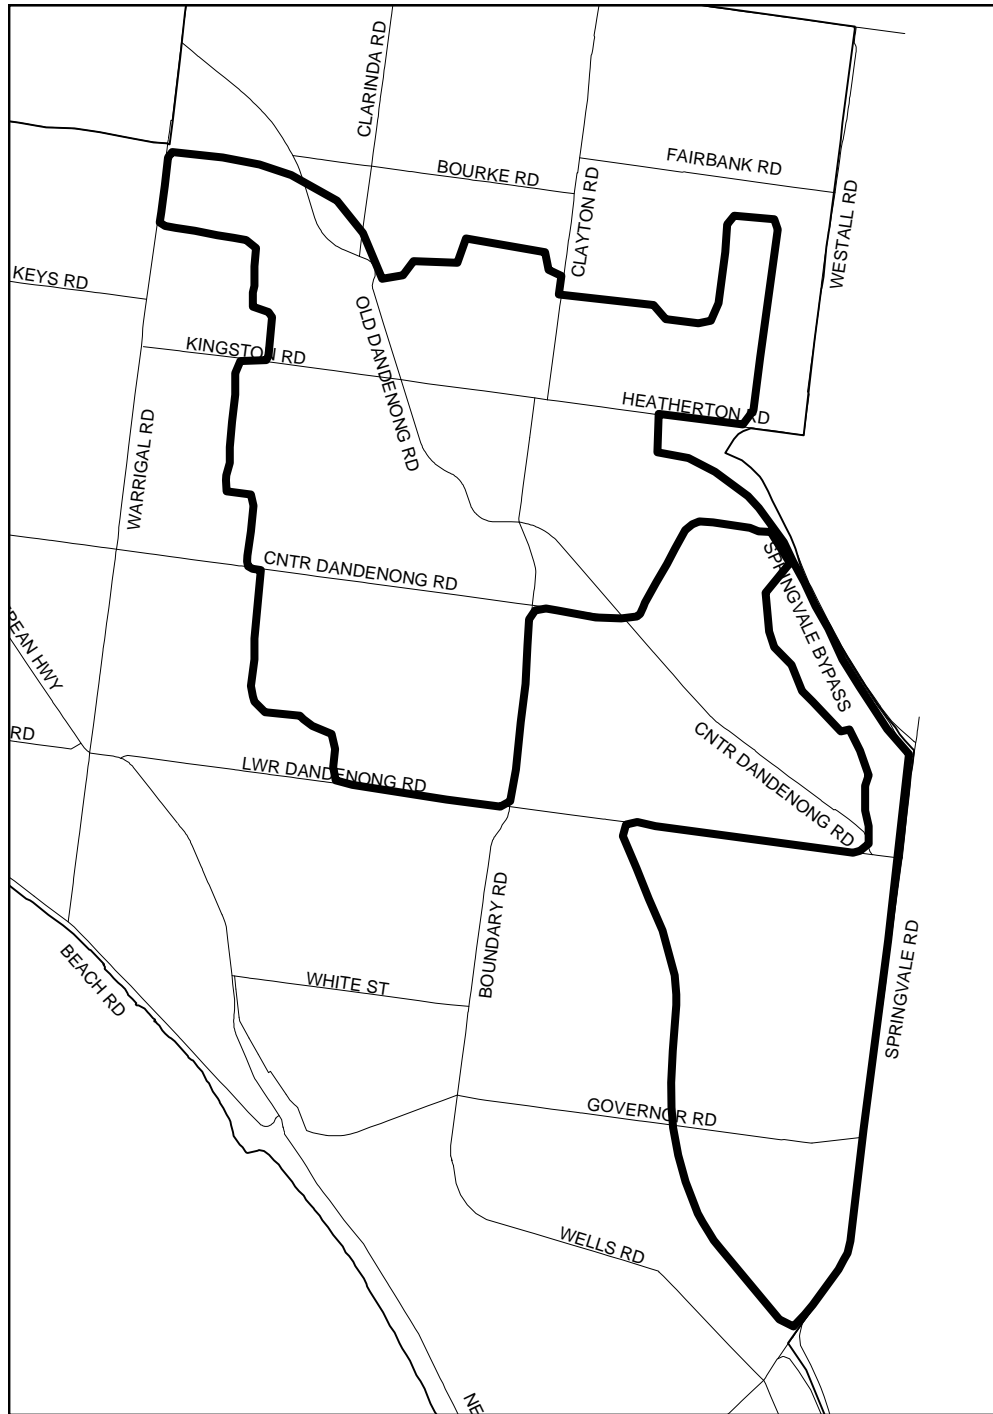 CLARINDA RD
BOURKE RD
FAIRBANK RD
CLAYTON RD
WESTALL RD
KEYS RD
OLD DANDENONG RD
KINGSTON RD
HEATHERTON RD
WARRIGAL RD
CNTR DANDENONG RD
SPRINGVALE BYPASS
PEAN HWY
RD
LWR DANDENONG RD
CNTR DANDENONG RD
BOUNDARY RD
BEACH RD
WHITE ST
SPRINGVALE RD
GOVERNOR RD
WELLS RD
NE